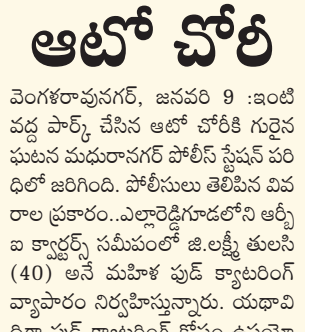 ఆటో చోరీ
వెంగళరావునగర్, జనవరి 9 :ఇంటి
వద్ద పార్క్ చేసిన ఆటో చోరీకి గురైన
ఘటన మధురానగర్ పోలీస్ స్టేషన్ పరి
ధిలో జరిగింది. పోలీసులు తెలిపిన వివ
రాల ప్రకారం..ఎల్లారెడ్డిగూడలోని ఆర్బీ
ఐ క్వార్టర్స్ సమీపంలో జి.లక్ష్మీ తులసి
(40) అనే మహిళ ఫుడ్ క్యాటరింగ్
వ్యాపారం నిర్వహిస్తున్నారు. యథావి